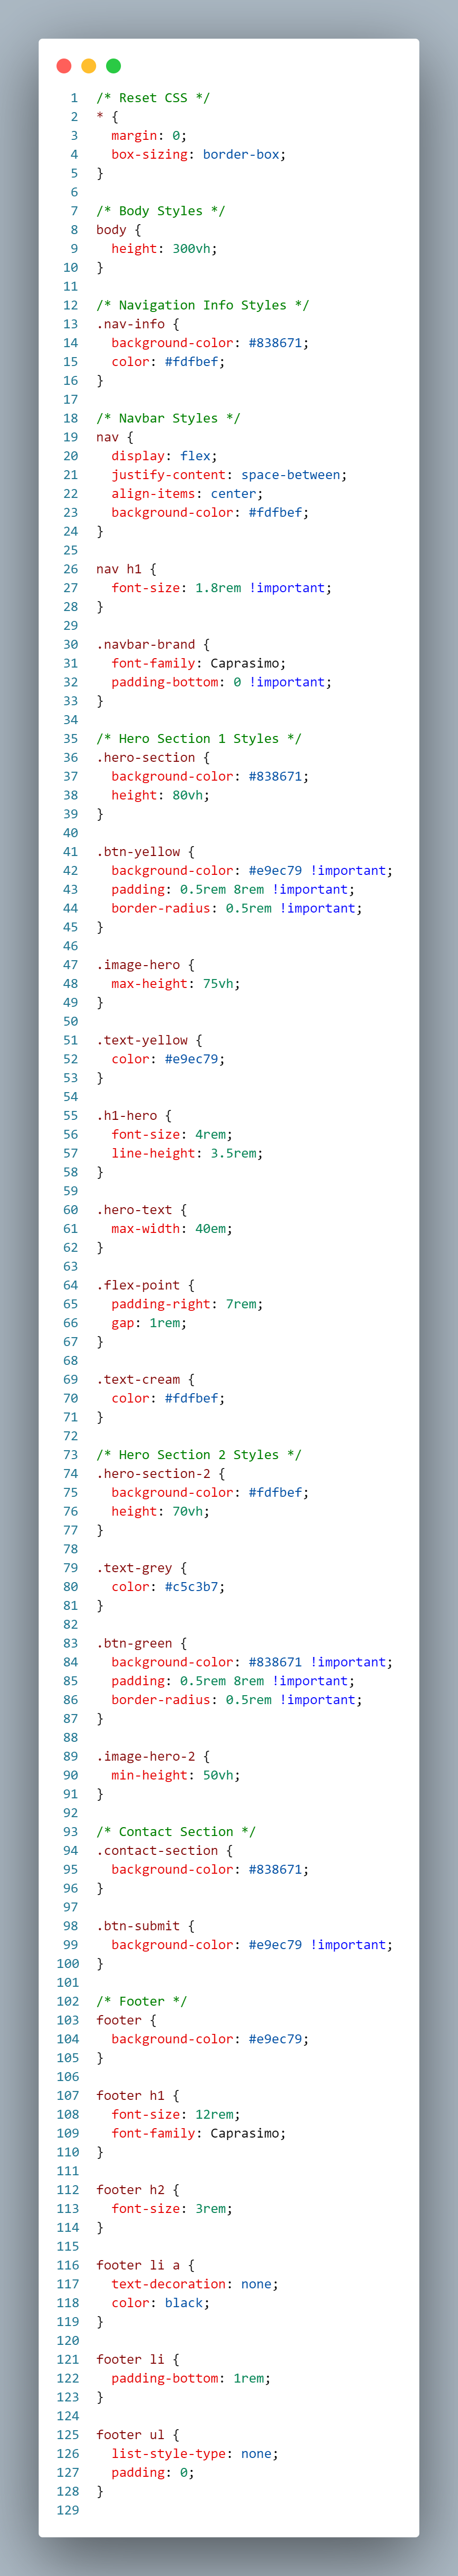 1 /* Reset CSS */
2 * {
3   margin: 0;
4   box-sizing: border-box;
5 }
6
7 /* Body Styles */
8 body {
9   height: 300vh;
10 }
11
12 /* Navigation Info Styles */
13 .nav-info {
14   background-color: #838671;
15   color: #fdfbef;
16 }
17
18 /* Navbar Styles */
19 nav {
20   display: flex;
21   justify-content: space-between;
22   align-items: center;
23   background-color: #fdfbef;
24 }
25
26 nav h1 {
27   font-size: 1.8rem !important;
28 }
29
30 .navbar-brand {
31   font-family: Caprasimo;
32   padding-bottom: 0 !important;
33 }
34
35 /* Hero Section 1 Styles */
36 .hero-section {
37   background-color: #838671;
38   height: 80vh;
39 }
40
41 .btn-yellow {
42   background-color: #e9ec79 !important;
43   padding: 0.5rem 8rem !important;
44   border-radius: 0.5rem !important;
45 }
46
47 .image-hero {
48   max-height: 75vh;
49 }
50
51 .text-yellow {
52   color: #e9ec79;
53 }
54
55 .h1-hero {
56   font-size: 4rem;
57   line-height: 3.5rem;
58 }
59
60 .hero-text {
61   max-width: 40em;
62 }
63
64 .flex-point {
65   padding-right: 7rem;
66   gap: 1rem;
67 }
68
69 .text-cream {
70   color: #fdfbef;
71 }
72
73 /* Hero Section 2 Styles */
74 .hero-section-2 {
75   background-color: #fdfbef;
76   height: 70vh;
77 }
78
79 .text-grey {
80   color: #c5c3b7;
81 }
82
83 .btn-green {
84   background-color: #838671 !important;
85   padding: 0.5rem 8rem !important;
86   border-radius: 0.5rem !important;
87 }
88
89 .image-hero-2 {
90   min-height: 50vh;
91 }
92
93 /* Contact Section */
94 .contact-section {
95   background-color: #838671;
96 }
97
98 .btn-submit {
99   background-color: #e9ec79 !important;
100 }
101
102 /* Footer */
103 footer {
104   background-color: #e9ec79;
105 }
106
107 footer h1 {
108   font-size: 12rem;
109   font-family: Caprasimo;
110 }
111
112 footer h2 {
113   font-size: 3rem;
114 }
115
116 footer li a {
117   text-decoration: none;
118   color: black;
119 }
120
121 footer li {
122   padding-bottom: 1rem;
123 }
124
125 footer ul {
126   list-style-type: none;
127   padding: 0;
128 }
129